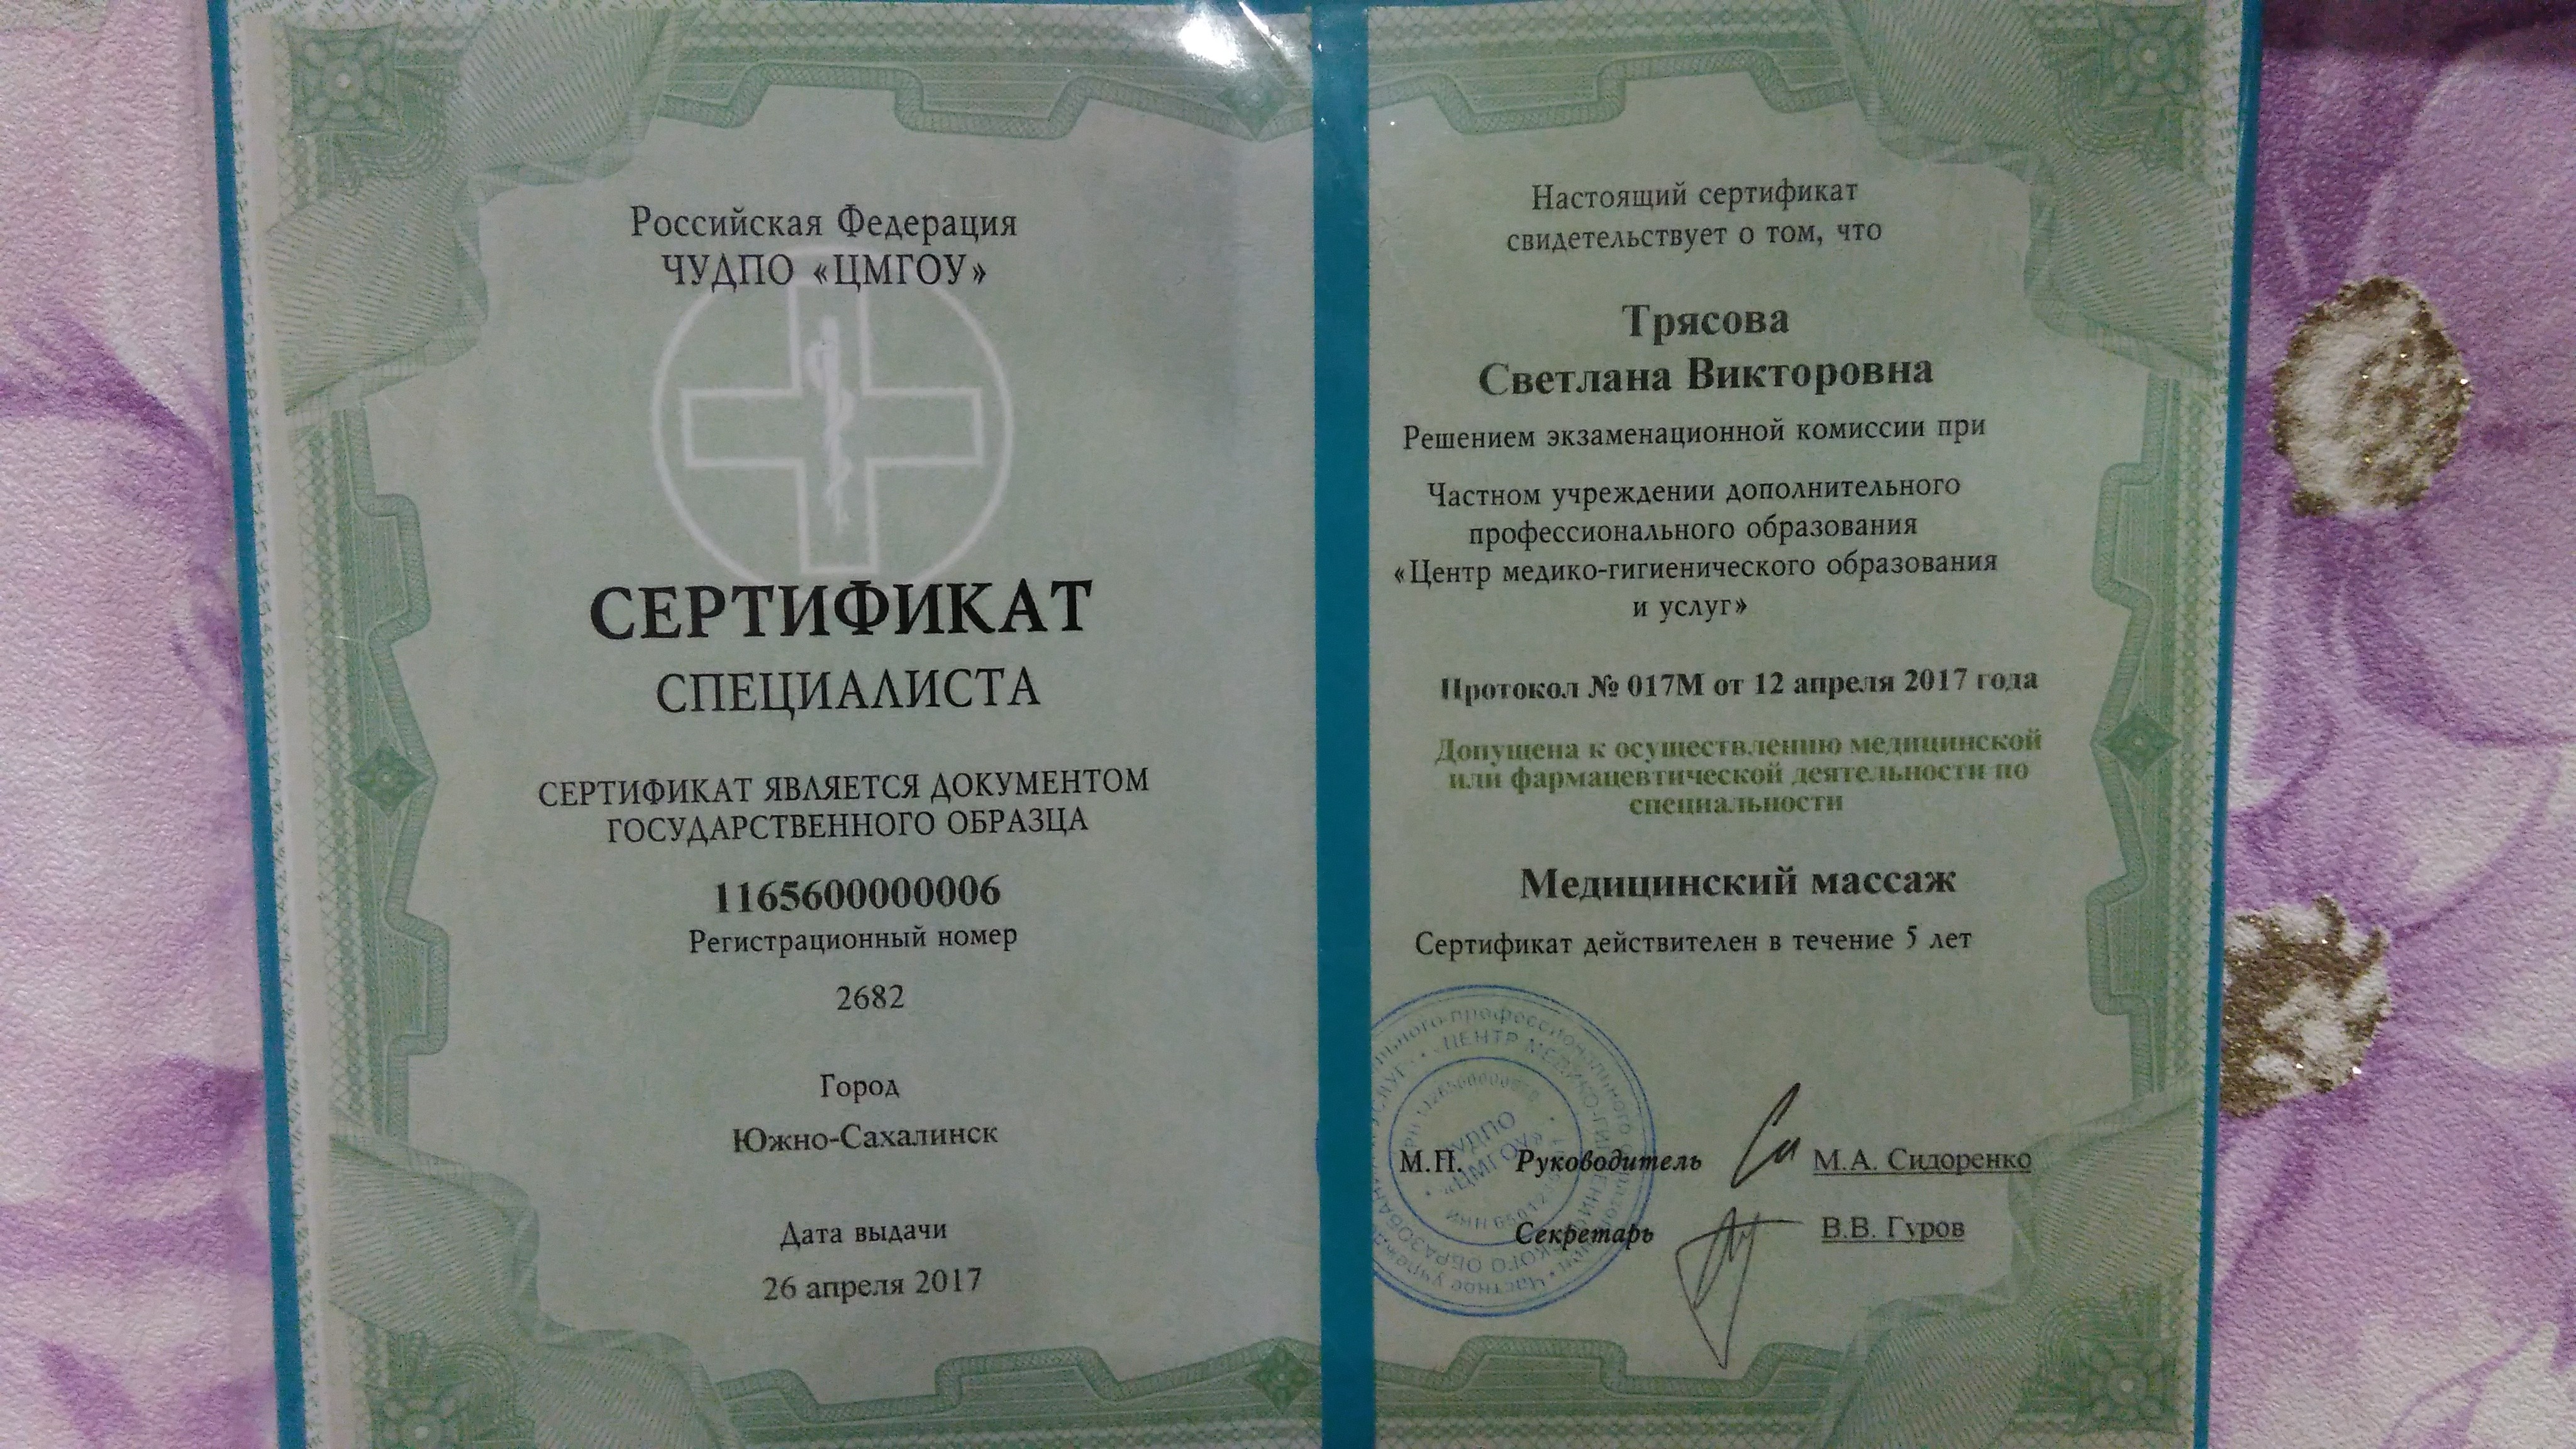 Российская Федерация
ЧУДПО «ЦМГОУ»
СЕРТИФИКАТ
СПЕЦИАЛИСТА
СЕРТИФИКАТ ЯВЛЯЕТСЯ ДОКУМЕНТОМ
ГОСУДАРСТВЕННОГО ОБРАЗЦА
1165600000006
Регистрационный номер
2682
Город
Южно-Сахалинск
Дата выдачи
26 апреля 2017
Настоящий сертификат
свидетельствует о том, что
Трясова
Светлана Викторовна
Решением экзаменационной комиссии при
Частном учреждении дополнительного
профессионального образования
«Центр медико-гигиенического образования
и услуг»
Протокол № 017М от 12 апреля 2017 года
Допущена к осуществлению медицинской
или фармацевтической деятельности по
специальности
Медицинский массаж
Сертификат действителен в течение 5 лет
М.П. Руководитель М.А. Сидоренко
Секретарь В.В. Гуров
ЧУДПО
«ЦМГОУ»